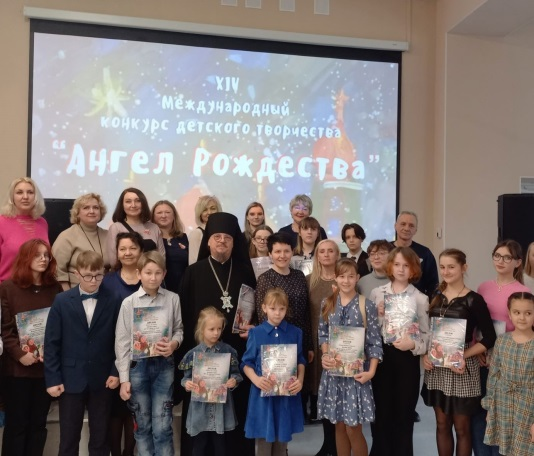 XIV
Международный
конкурс детского творчества
"Ангел Рождества"